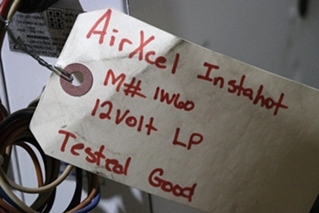 AirXcel Instahot
M# IW60
12Volt LP
Tested Good